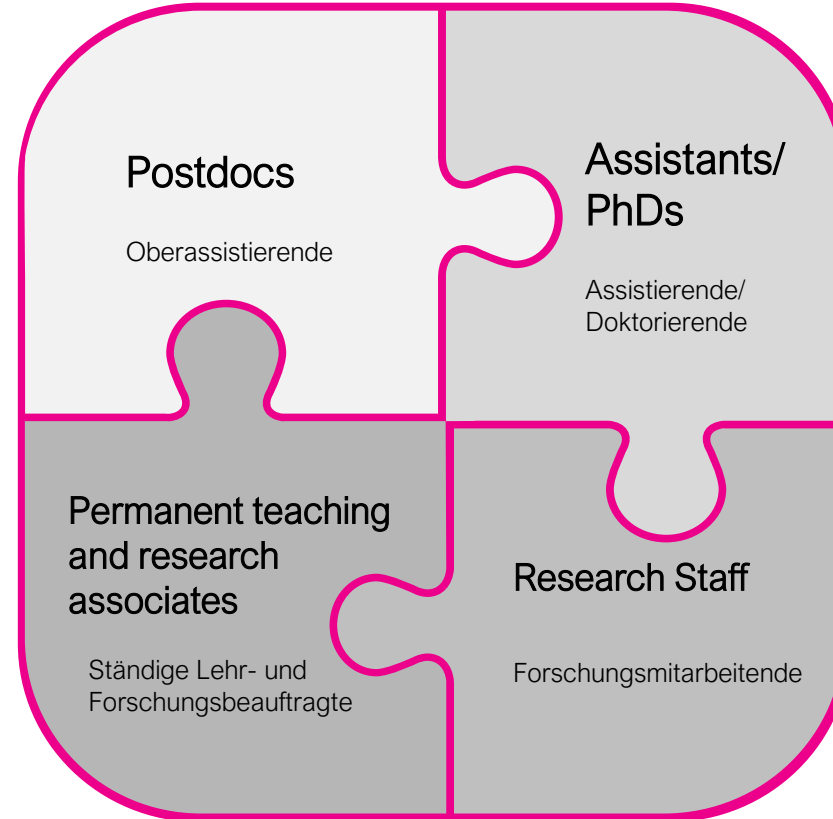 Postdocs
Oberassistierende
Assistants/
PhDs
Assistierende/
Doktorierende
Permanent teaching
and research
associates
Ständige Lehr- und
Forschungsbeauftragte
Research Staff
Forschungsmitarbeitende